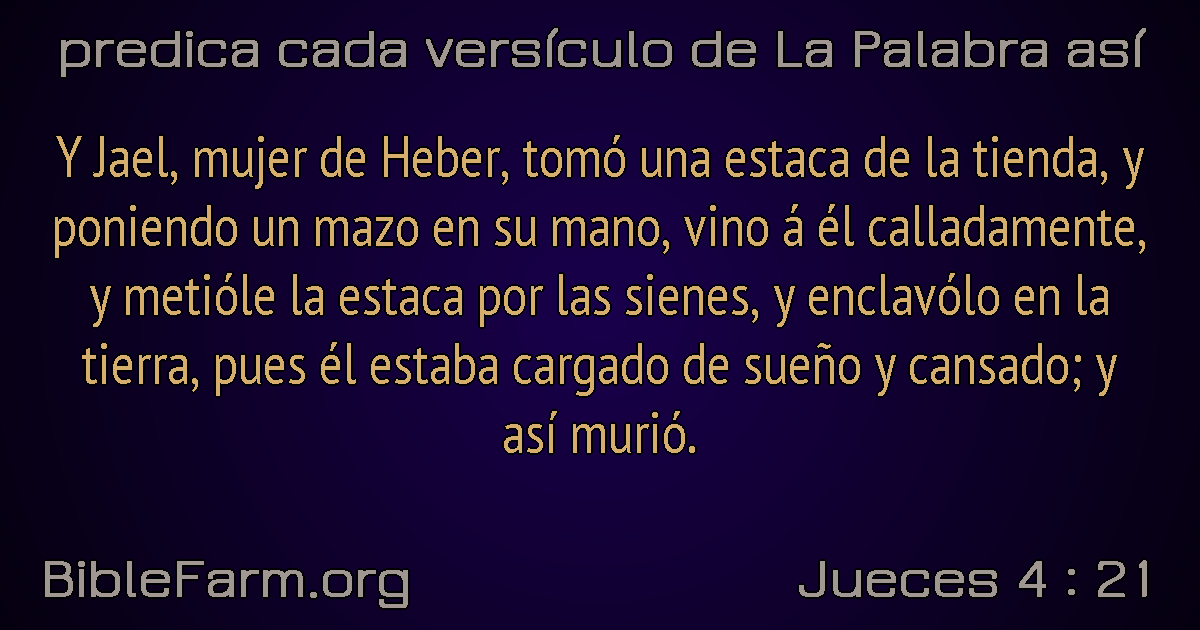 predica cada versículo de La Palabra así
Y Jael, mujer de Heber, tomó una estaca de la tienda, y
poniendo un mazo en su mano, vino á él calladamente,
y metióle la estaca por las sienes, y enclavólo en la
tierra, pues él estaba cargado de sueño y cansado; y
así murió.
BibleFarm.org
Jueces 4 : 21